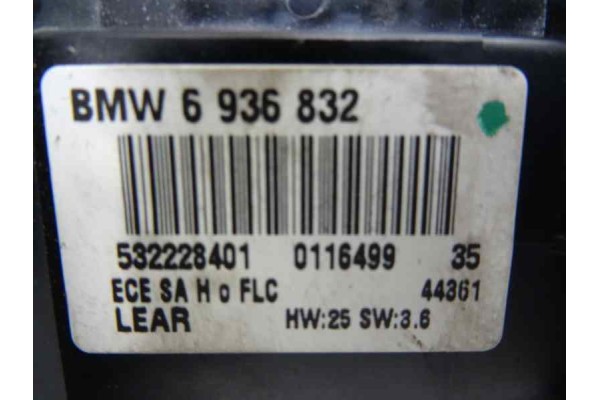 BMW 6 936 832
532228401 0116499 35
ECE SA H o FLC 44361
LEAR HW:25 SW:3.6